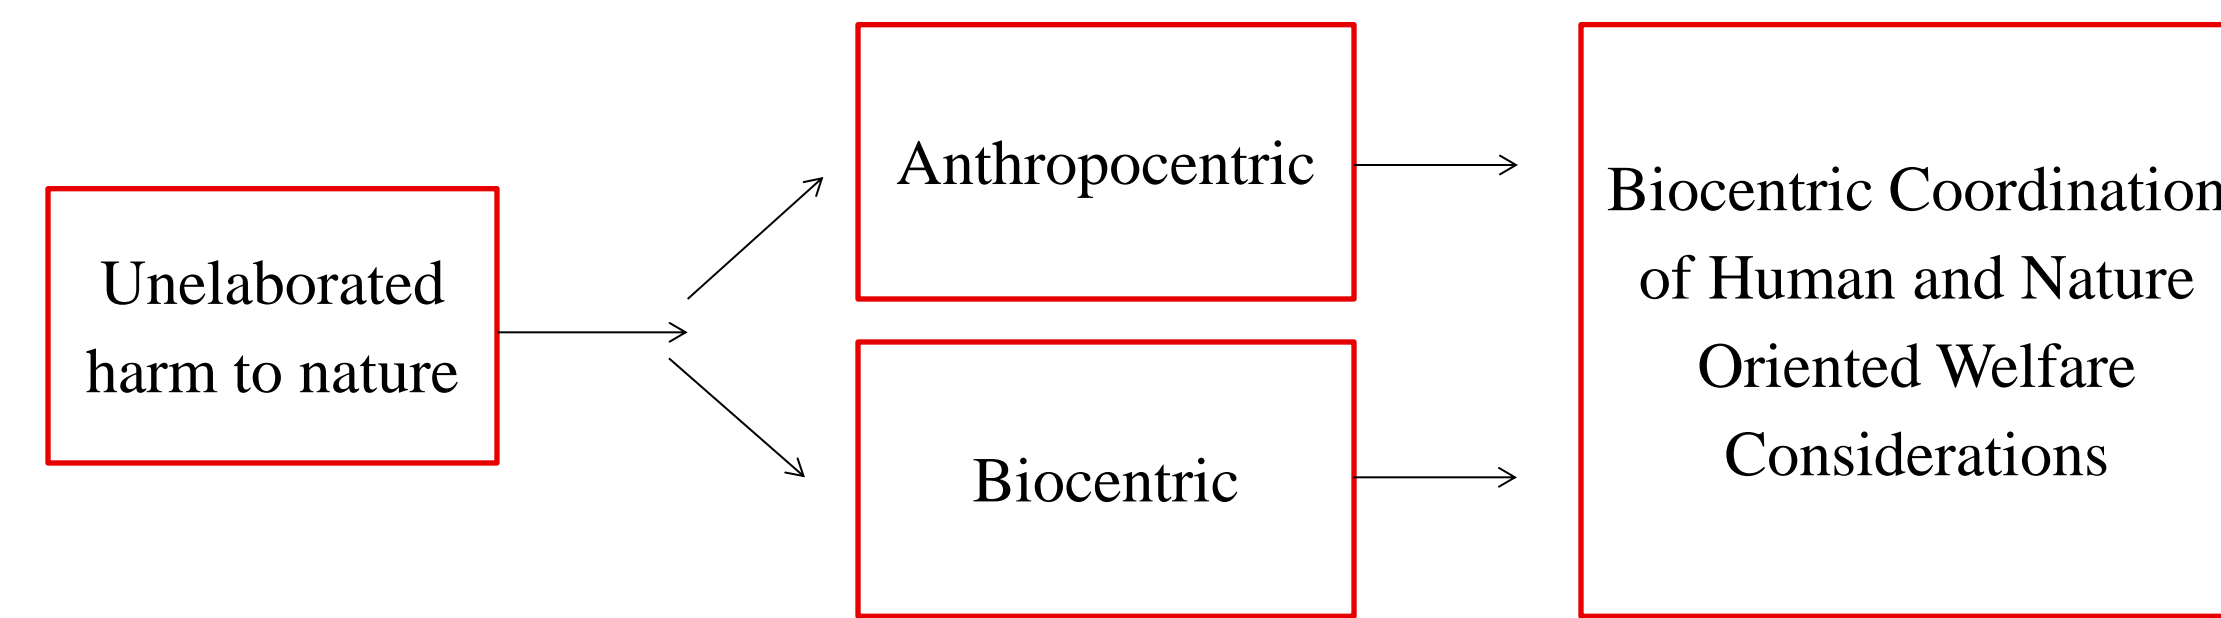 Unelaborated
harm to nature
Anthropocentric
Biocentric
Biocentric Coordination
of Human and Nature
Oriented Welfare
Considerations